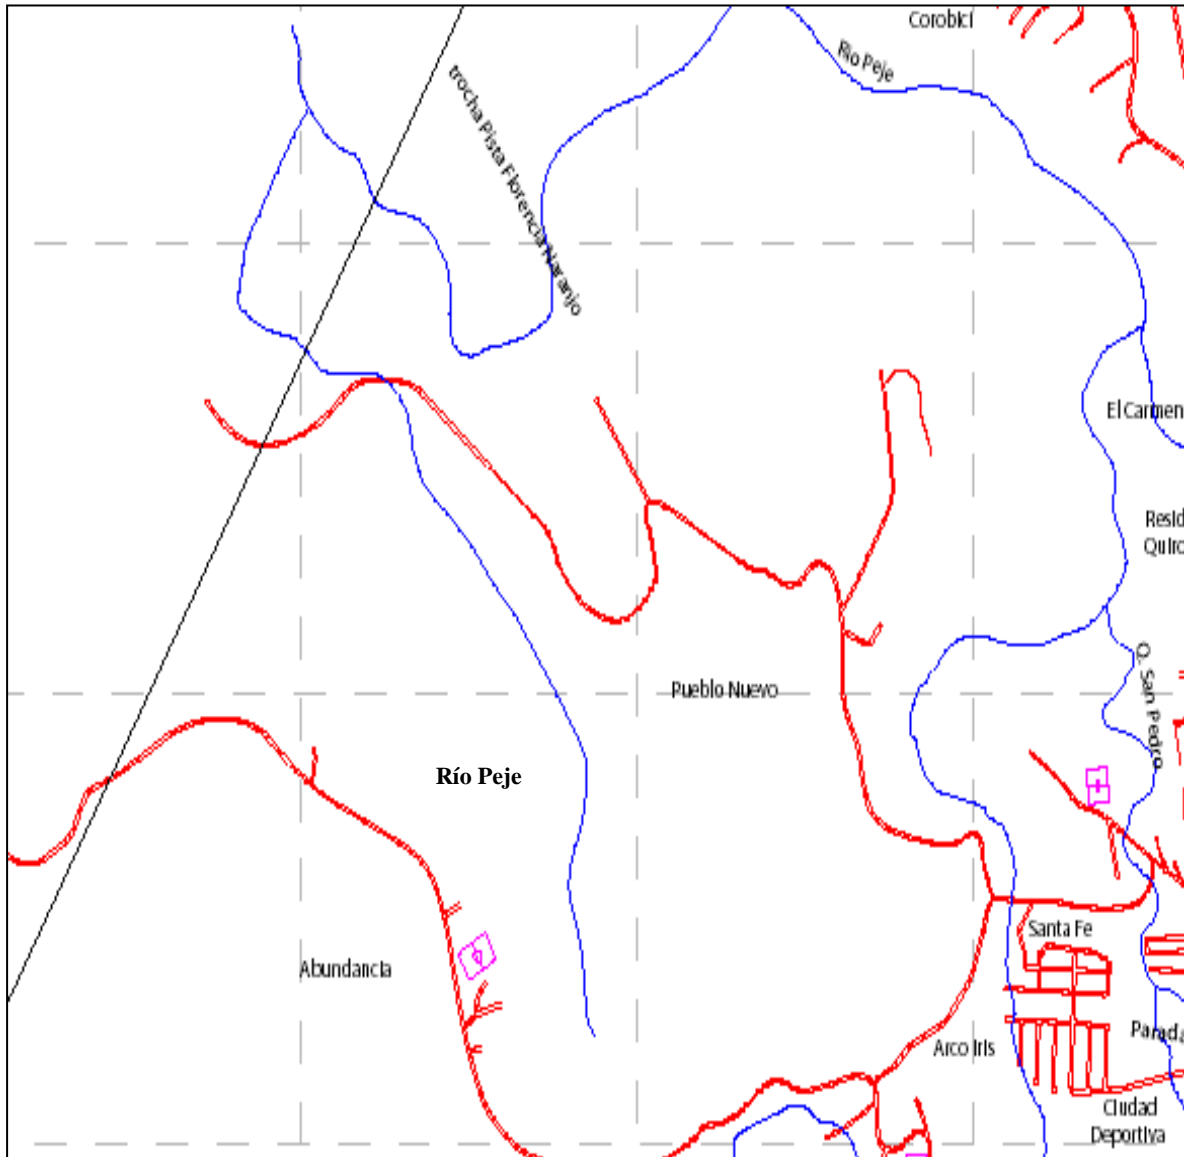 Corobicí
Río Peje
trocha Pista Florencia Naranjo
El Carmen
Resid
Quiro
Q. San Pedro
Pueblo Nuevo
Río Peje
Santa Fe
Abundancia
Arco Iris
Parada
Ciudad
Deportiva